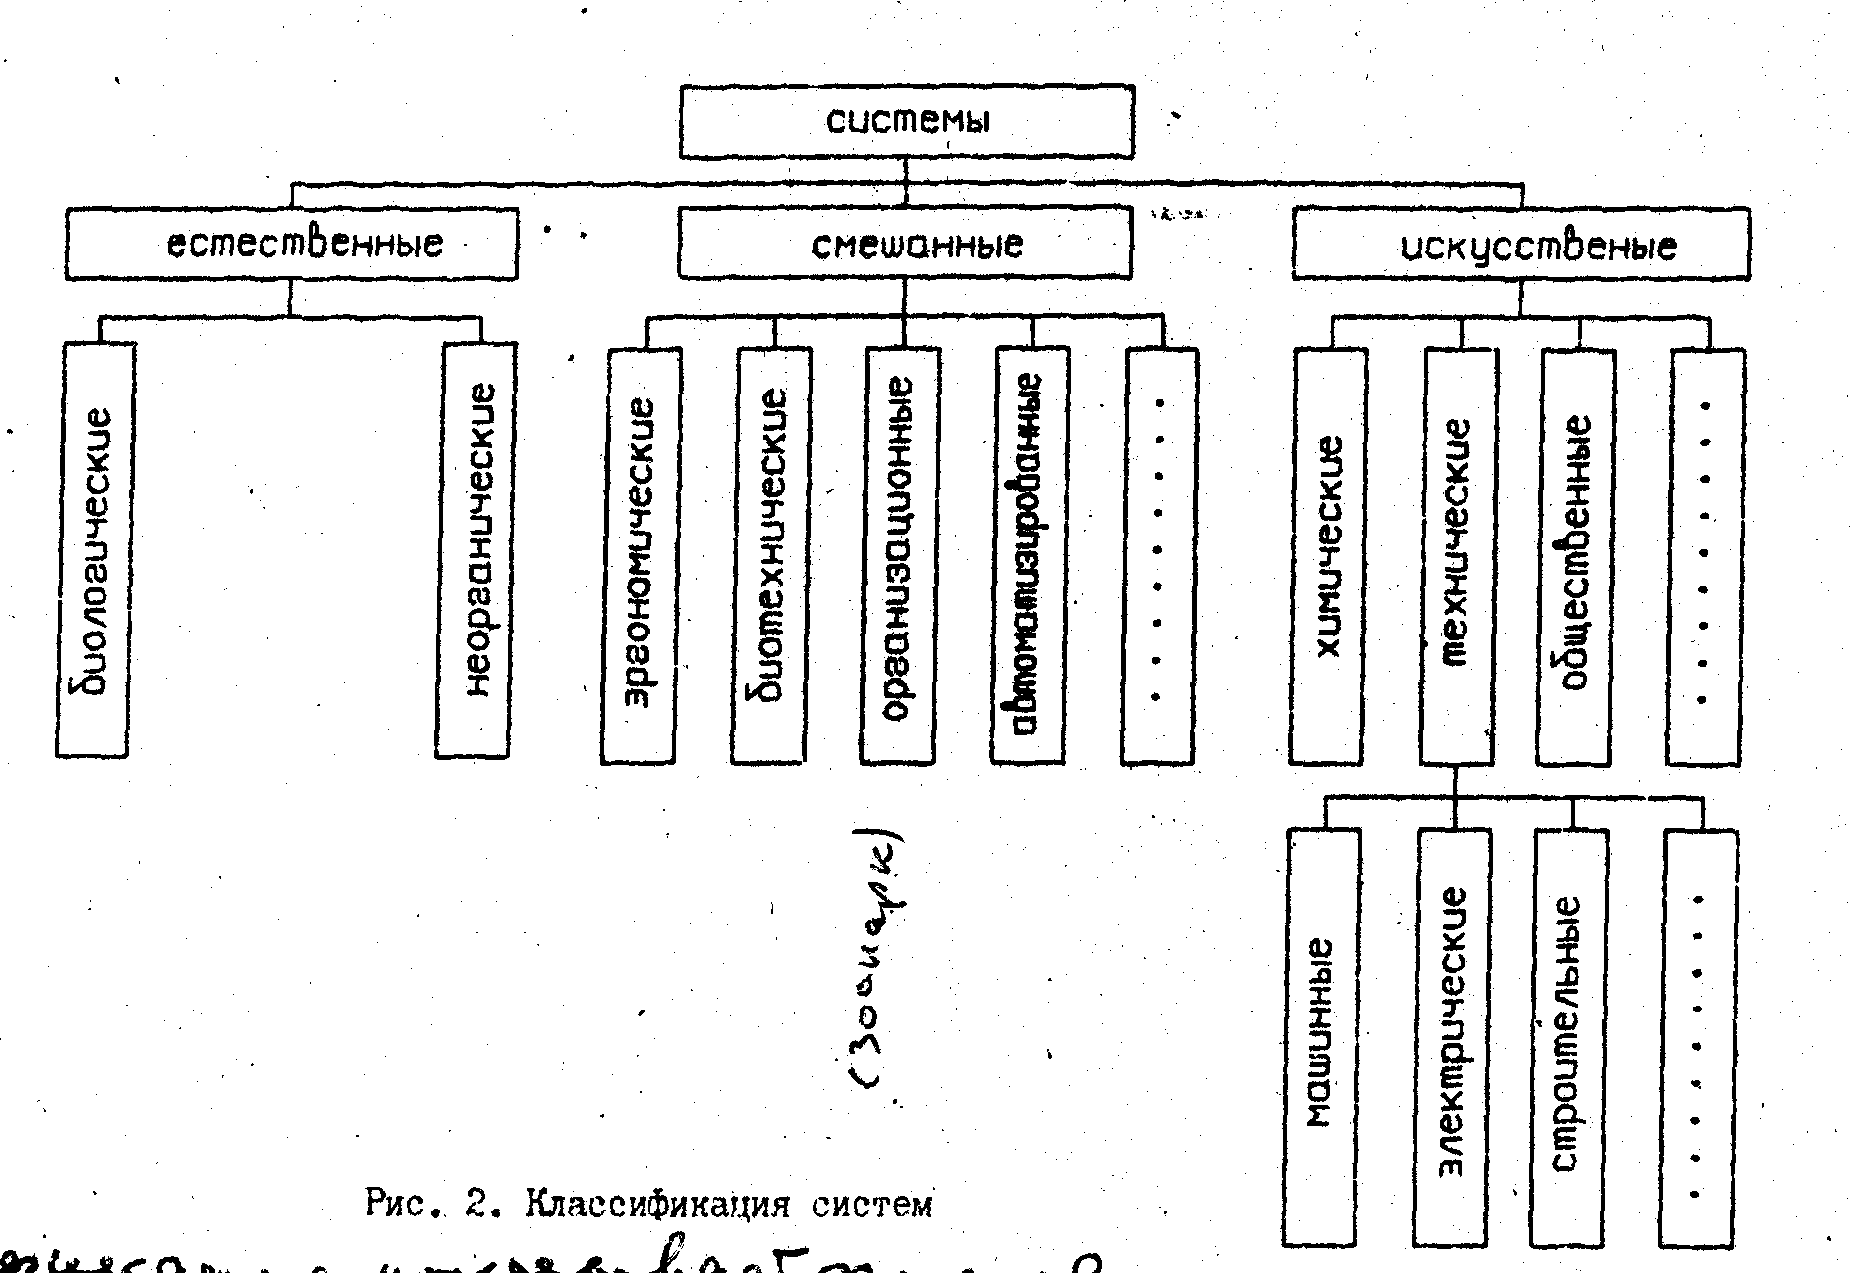 системы
естественные
смешанные
искусственые
биологические
неорганические
эргономические
биотехнические
организационные
автоматизированные
. . . . . . . . .
химические
технические
общественные
. . . . . . . . .
машинные
электрические
строительные
. . . . . . . . .
(зоопарк)
Рис. 2. Классификация систем